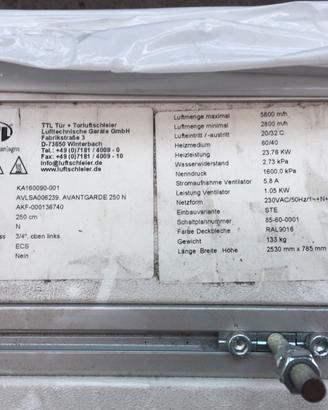 TTL Tür + Torluftschleier
Lufttechnische Geräte GmbH
Fabrikstraße 3
D-73650 Winterbach
Tel.: +49 (0)7181 / 4009 - 0
Fax: +49 (0)7181 / 4009 - 10
info@luftschleier.de
www.luftschleier.de
KA160090-001
AVLSA006239. AVANTGARDE 250 N
AKF-000136740
250 cm
N
3/4", oben links
ECS
Nein
Luftmenge maximal 5800 m/h
Luftmenge minimal 2800 m/h
Lufteintritt / -austritt 20/32 C
Heizmedium 60/40
Heizleistung 23,76 KW
Wasserwiderstand 2,73 kPa
Nenndruck 1600,0 kPa
Stromaufnahme Ventilator 5.8 A
Leistung Ventilator 1.05 KW
Netzform 230VAC/50Hz/1~+N+
Einbauvariante STE
Schaltplannummer 85-60-0001
Farbe Deckbleche RAL9016
Gewicht 133 kg
Länge Breite Höhe 2530 mm x 785 mm